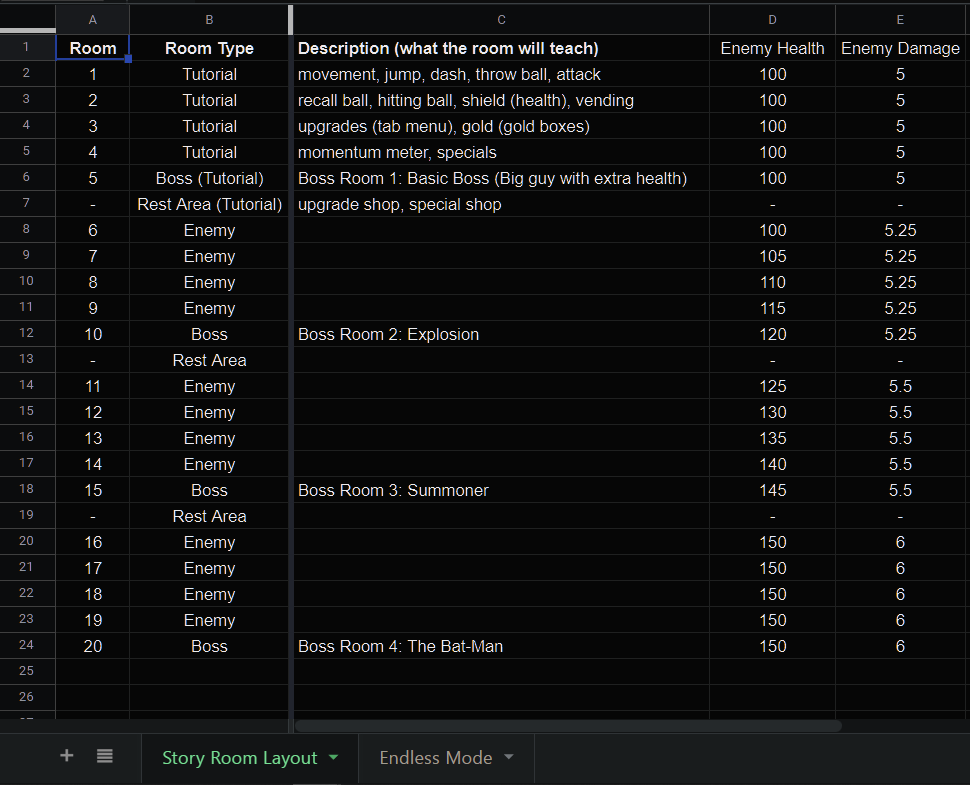 A B C D E
1 Room Room Type Description (what the room will teach) Enemy Health Enemy Damage
2 1 Tutorial movement, jump, dash, throw ball, attack 100 5
3 2 Tutorial recall ball, hitting ball, shield (health), vending 100 5
4 3 Tutorial upgrades (tab menu), gold (gold boxes) 100 5
5 4 Tutorial momentum meter, specials 100 5
6 5 Boss (Tutorial) Boss Room 1: Basic Boss (Big guy with extra health) 100 5
7 - Rest Area (Tutorial) upgrade shop, special shop - -
8 6 Enemy 100 5.25
9 7 Enemy 105 5.25
10 8 Enemy 110 5.25
11 9 Enemy 115 5.25
12 10 Boss Boss Room 2: Explosion 120 5.25
13 - Rest Area - -
14 11 Enemy 125 5.5
15 12 Enemy 130 5.5
16 13 Enemy 135 5.5
17 14 Enemy 140 5.5
18 15 Boss Boss Room 3: Summoner 145 5.5
19 - Rest Area - -
20 16 Enemy 150 6
21 17 Enemy 150 6
22 18 Enemy 150 6
23 19 Enemy 150 6
24 20 Boss Boss Room 4: The Bat-Man 150 6
25
26
Story Room Layout Endless Mode